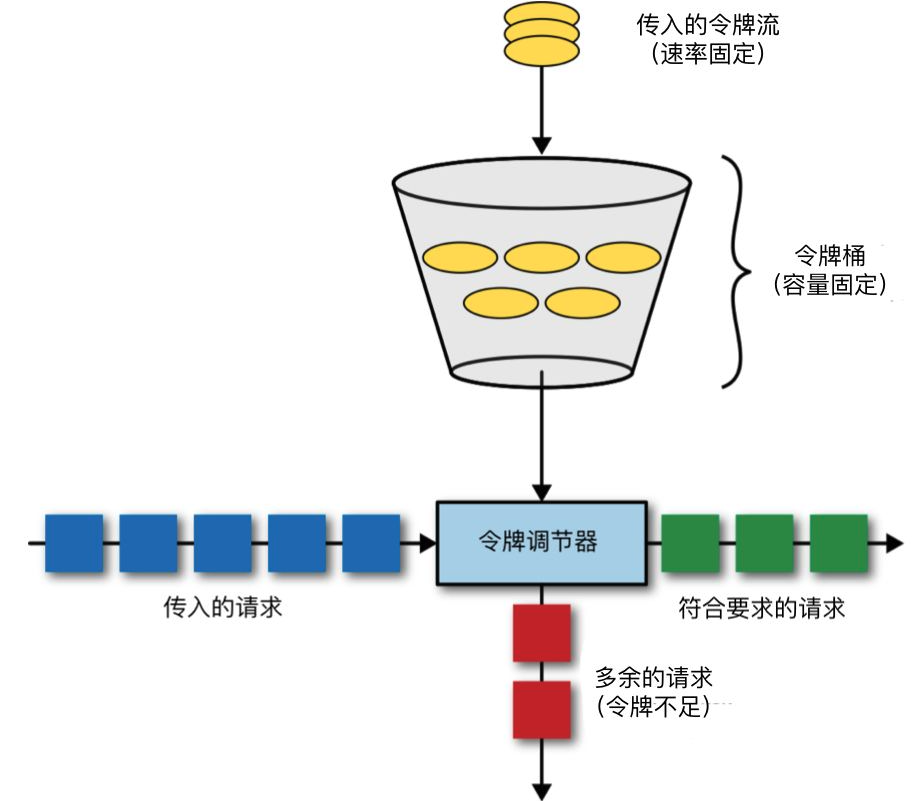 传入的令牌流
（速率固定）
令牌桶
（容量固定）
令牌调节器
传入的请求
符合要求的请求
多余的请求
（令牌不足）